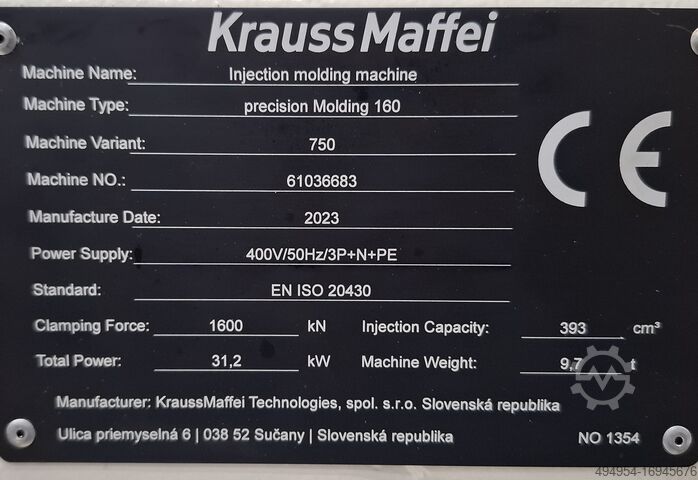 Krauss Maffei
Machine Name: Injection molding machine
Machine Type: precision Molding 160
Machine Variant: 750
Machine NO.: 61036683
Manufacture Date: 2023
Power Supply: 400V/50Hz/3P+N+PE
Standard: EN ISO 20430
Clamping Force: 1600 kN Injection Capacity: 393 cm³
Total Power: 31,2 kW Machine Weight: 9,7 t
Manufacturer: KraussMaffei Technologies, spol. s.r.o. Slovenská republika
Ulica priemyselná 6 | 038 52 Sučany | Slovenská republika NO 1354
CE
494954-16945676